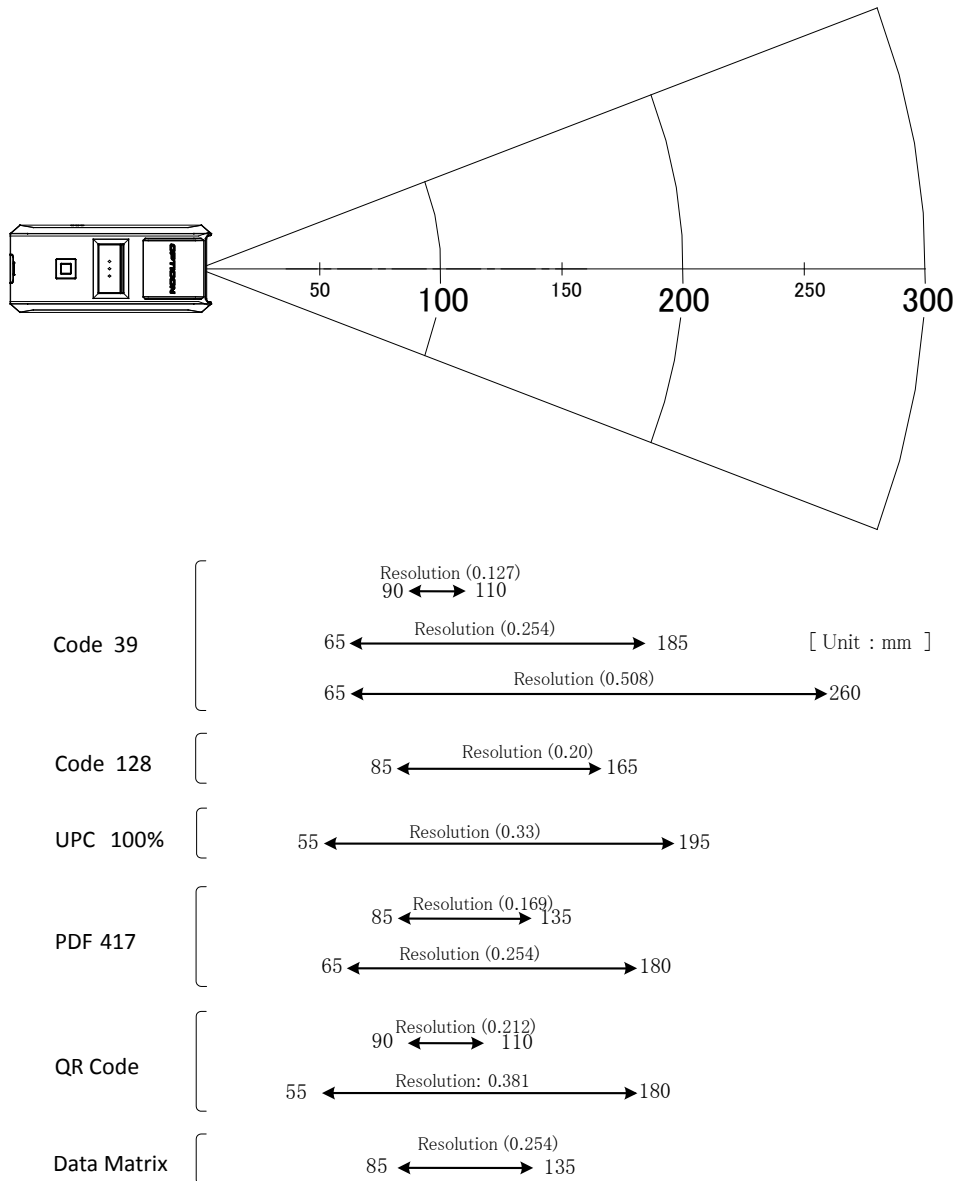 OPTICON
50
100
150
200
250
300
Resolution (0.127)
90 110
Code 39
Resolution (0.254)
65 185
[ Unit : mm ]
Resolution (0.508)
65 260
Code 128
Resolution (0.20)
85 165
UPC 100%
Resolution (0.33)
55 195
PDF 417
Resolution (0.169)
85 135
Resolution (0.254)
65 180
QR Code
Resolution (0.212)
90 110
Resolution: 0.381
55 180
Data Matrix
Resolution (0.254)
85 135